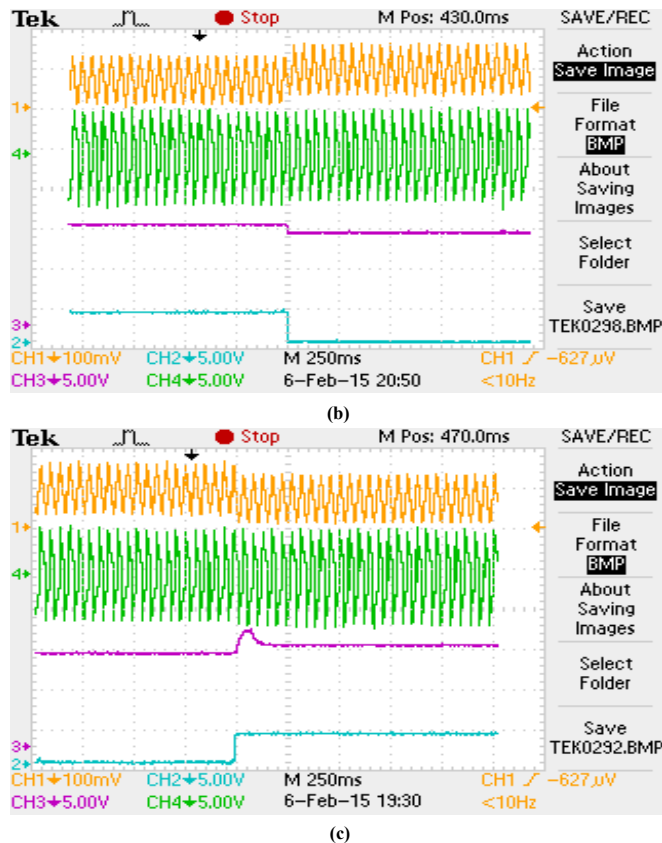 Tek Stop M Pos: 430.0ms SAVE/REC
Action
Save Image
1
File
Format
BMP
4
About
Saving
Images
Select
Folder
3
Save
TEK0298.BMP
2
CH1 100mV CH2 5.00V M 250ms CH1 -627µV
CH3 5.00V CH4 5.00V 6-Feb-15 20:50 <10Hz
(b)
Tek Stop M Pos: 470.0ms SAVE/REC
Action
Save Image
1
File
Format
BMP
4
About
Saving
Images
Select
Folder
3
Save
TEK0292.BMP
2
CH1 100mV CH2 5.00V M 250ms CH1 -627µV
CH3 5.00V CH4 5.00V 6-Feb-15 19:30 <10Hz
(c)